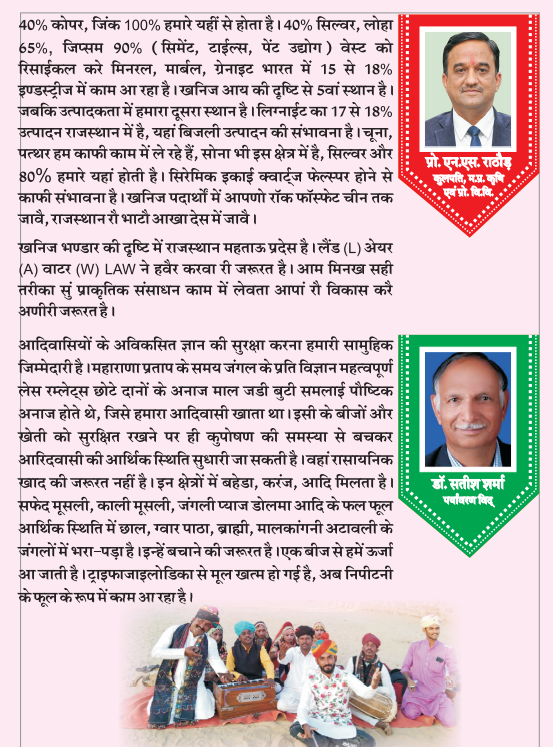 40% कोपर, जिंक 100% हमारे यहीं से होता है। 40% सिल्वर, लोहा
65%, जिप्सम 90% (सिमेंट, टाईल्स, पेंट उद्योग) वेस्ट को
रिसाईकल करे मिनरल, मार्बल, ग्रेनाइट भारत में 15 से 18%
इण्डस्ट्रीज में काम आ रहा है। खनिज आय की दृष्टि से 5वां स्थान है।
जबकि उत्पादकता में हमारा दूसरा स्थान है। लिग्नाईट का 17 से 18%
उत्पादन राजस्थान में है, यहां बिजली उत्पादन की संभावना है। चूना,
पत्थर हम काफी काम में ले रहे हैं, सोना भी इस क्षेत्र में है, सिल्वर और
80% हमारे यहां होती है। सिरेमिक इकाई क्वार्ट्ज फेल्स्पर होने से
काफी संभावना है। खनिज पदार्थों में आपणो रॉक फॉस्फेट चीन तक
जावै, राजस्थान रौ भाटौ आखा देस में जावै।
प्रो. एन.एस. राठौड़
कुलपति, म.प्र. कृषि
एवं प्रो. वि.वि.
खनिज भण्डार की दृष्टि में राजस्थान महताऊ प्रदेस है। लैंड (L) अेयर
(A) वाटर (W) LAW ने हवैर करवा री जरूरत है। आम मिनख सही
तरीका सुं प्राकृतिक संसाधन काम में लेवता आपां रौ विकास करै
अणीरी जरूरत है।
आदिवासियों के अविकसित ज्ञान की सुरक्षा करना हमारी सामुहिक
जिम्मेदारी है। महाराणा प्रताप के समय जंगल के प्रति विज्ञान महत्वपूर्ण
लेस रम्लेट्स छोटे दानों के अनाज माल जडी बुटी समलाई पौष्टिक
अनाज होते थे, जिसे हमारा आदिवासी खाता था। इसी के बीजों और
खेती को सुरक्षित रखने पर ही कुपोषण की समस्या से बचकर
आरिदवासी की आर्थिक स्थिति सुधारी जा सकती है। वहां रासायनिक
खाद की जरूरत नहीं है। इन क्षेत्रों में बहेडा, करंज, आदि मिलता है।
सफेद मूसली, काली मूसली, जंगली प्याज डोलमा आदि के फल फूल
आर्थिक स्थिति में छाल, ग्वार पाठा, ब्राह्मी, मालकांगनी अटावली के
जंगलों में भरा-पड़ा है। इन्हें बचाने की जरूरत है। एक बीज से हमें ऊर्जा
आ जाती है। ट्राइफाजाइलोडिका से मूल खत्म हो गई है, अब निपीटनी
के फूल के रूप में काम आ रहा है।
डॉ. सतीश शर्मा
पर्यावरण विद्